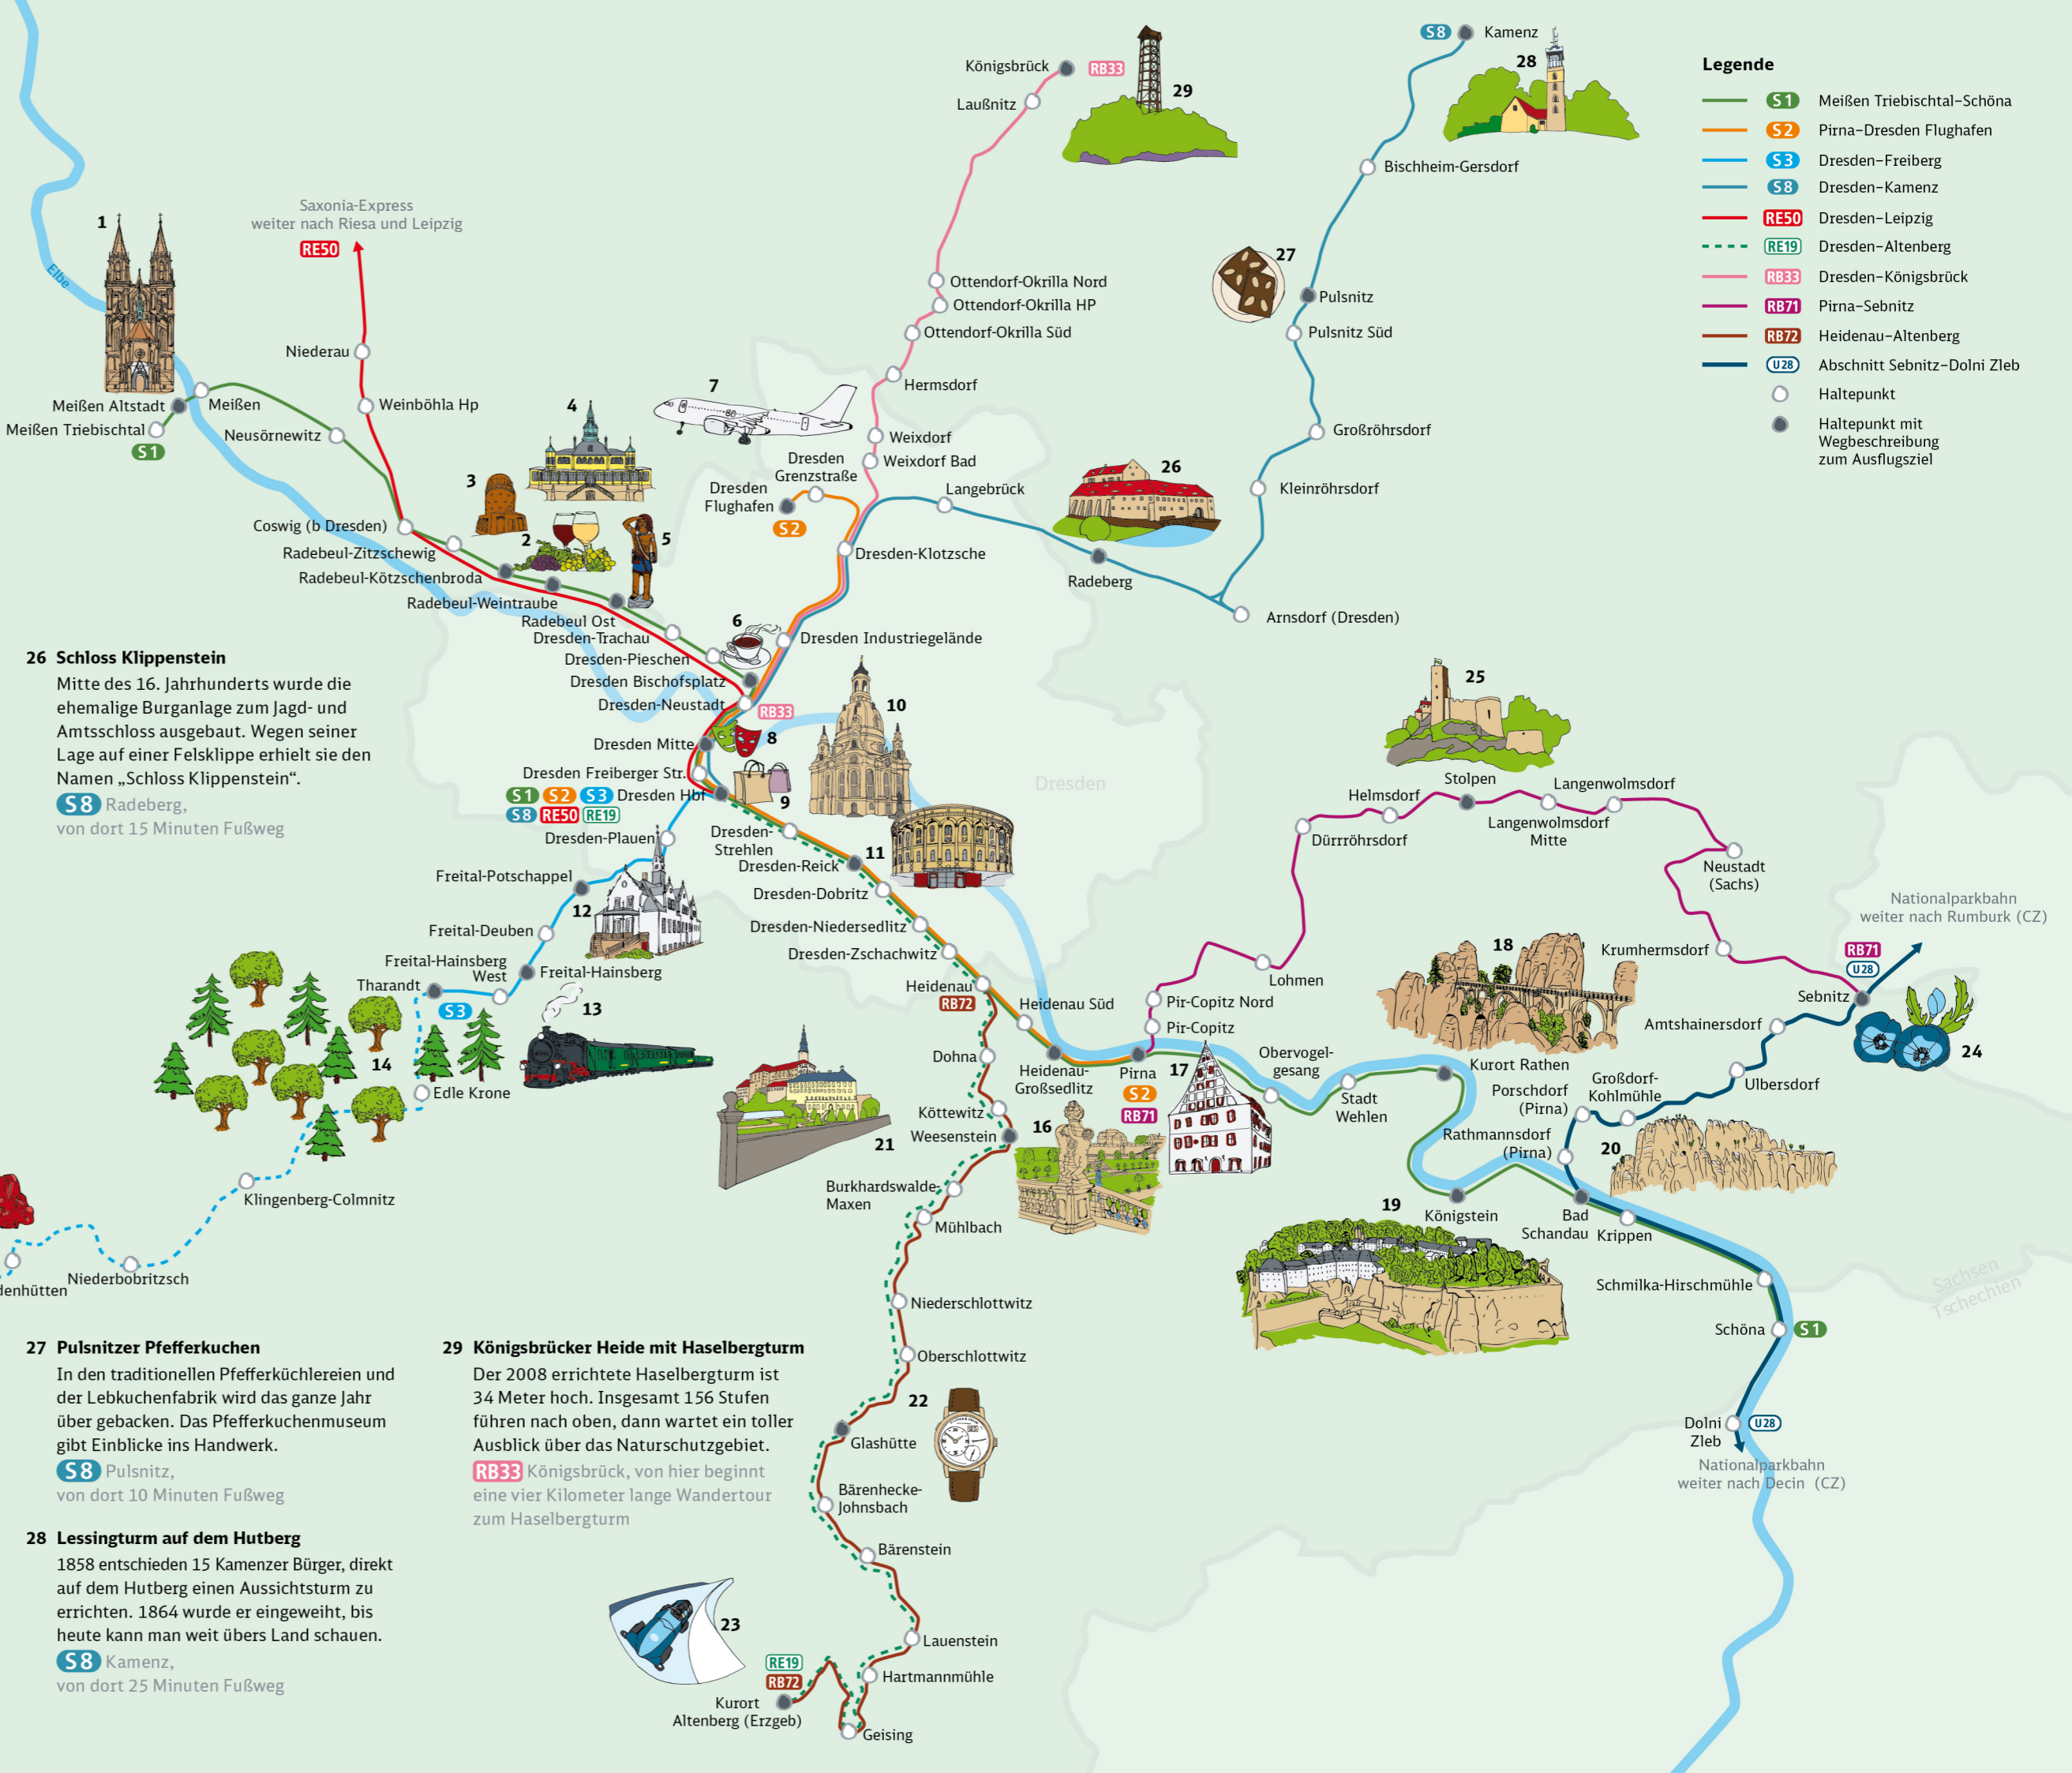 Königsbrück
RB33
Laußnitz
29
S 8
Kamenz
28
Bischheim-Gersdorf
Legende
S 1 Meißen Triebischtal–Schöna
S 2 Pirna–Dresden Flughafen
S 3 Dresden–Freiberg
S 8 Dresden–Kamenz
RE50 Dresden–Leipzig
RE19 Dresden–Altenberg
RB33 Dresden–Königsbrück
RB71 Pirna–Sebnitz
RB72 Heidenau–Altenberg
U28 Abschnitt Sebnitz–Dolni Zleb
Haltepunkt
Haltepunkt mit
Wegbeschreibung
zum Ausflugsziel
1
Saxonia-Express
weiter nach Riesa und Leipzig
RE50
Elbe
Niederau
Weinböhla Hp
Meißen Altstadt
Meißen
Meißen Triebischtal
S 1
Neusörnewitz
Coswig (b Dresden)
Radebeul-Zitzschewig
Radebeul-Kötzschenbroda
Radebeul-Weintraube
Radebeul Ost
Dresden-Trachau
Dresden-Pieschen
Dresden Bischofsplatz
Dresden-Neustadt
RB33
2
3
4
5
6
7
Ottendorf-Okrilla Nord
Ottendorf-Okrilla HP
Ottendorf-Okrilla Süd
Hermsdorf
Weixdorf
Weixdorf Bad
Dresden
Grenzstraße
Dresden
Flughafen
S 2
Langebrück
Dresden-Klotzsche
Dresden Industriegelände
26
Radeberg
Arnsdorf (Dresden)
27
Pulsnitz
Pulsnitz Süd
Großröhrsdorf
Kleinröhrsdorf
26 Schloss Klippenstein
Mitte des 16. Jahrhunderts wurde die
ehemalige Burganlage zum Jagd- und
Amtsschloss ausgebaut. Wegen seiner
Lage auf einer Felsklippe erhielt sie den
Namen „Schloss Klippenstein“.
S 8 Radeberg,
von dort 15 Minuten Fußweg
Dresden Mitte
8
Dresden Freiberger Str.
S 1 S 2 S 3 Dresden Hbf
S 8 RE50 RE19
9
10
Dresden
Dresden-Plauen
Dresden-
Strehlen
Dresden-Reick
11
Dresden-Dobritz
Dresden-Niedersedlitz
Dresden-Zschachwitz
Heidenau
RB72
Heidenau Süd
Freital-Potschappel
12
Freital-Deuben
Freital-Hainsberg
West
Freital-Hainsberg
Tharandt
S 3
13
14
Edle Krone
Klingenberg-Colmnitz
Niederbobritzsch
denhütten
Dohna
Heidenau-
Großsedlitz
Pirna
S 2
RB71
17
Pir-Copitz Nord
Pir-Copitz
Lohmen
Dürrröhrsdorf
Helmsdorf
25
Stolpen
Langenwolmsdorf
Mitte
Langenwolmsdorf
Neustadt
(Sachs)
Krumhermsdorf
Nationalparkbahn
weiter nach Rumburk (CZ)
RB71
U28
Sebnitz
24
Amtshainersdorf
Ulbersdorf
Großdorf-
Kohlmühle
Porschdorf
(Pirna)
Rathmannsdorf
(Pirna)
20
18
Kurort Rathen
Obervogel-
gesang
Stadt
Wehlen
19
Königstein
Bad
Schandau
Krippen
Schmilka-Hirschmühle
Schöna
S 1
Sachsen
Tschechien
Dolni
Zleb
U28
Nationalparkbahn
weiter nach Decin (CZ)
Köttewitz
Weesenstein
16
21
Burkhardswalde-
Maxen
Mühlbach
Niederschlottwitz
Oberschlottwitz
22
Glashütte
Bärenhecke-
Johnsbach
Bärenstein
Lauenstein
Hartmannmühle
Geising
23
RE19
RB72
Kurort
Altenberg (Erzgeb)
27 Pulsnitzer Pfefferkuchen
In den traditionellen Pfefferküchlereien und
der Lebkuchenfabrik wird das ganze Jahr
über gebacken. Das Pfefferkuchenmuseum
gibt Einblicke ins Handwerk.
S 8 Pulsnitz,
von dort 10 Minuten Fußweg
28 Lessingturm auf dem Hutberg
1858 entschieden 15 Kamenzer Bürger, direkt
auf dem Hutberg einen Aussichtsturm zu
errichten. 1864 wurde er eingeweiht, bis
heute kann man weit übers Land schauen.
S 8 Kamenz,
von dort 25 Minuten Fußweg
29 Königsbrücker Heide mit Haselbergturm
Der 2008 errichtete Haselbergturm ist
34 Meter hoch. Insgesamt 156 Stufen
führen nach oben, dann wartet ein toller
Ausblick über das Naturschutzgebiet.
RB33 Königsbrück, von hier beginnt
eine vier Kilometer lange Wandertour
zum Haselbergturm